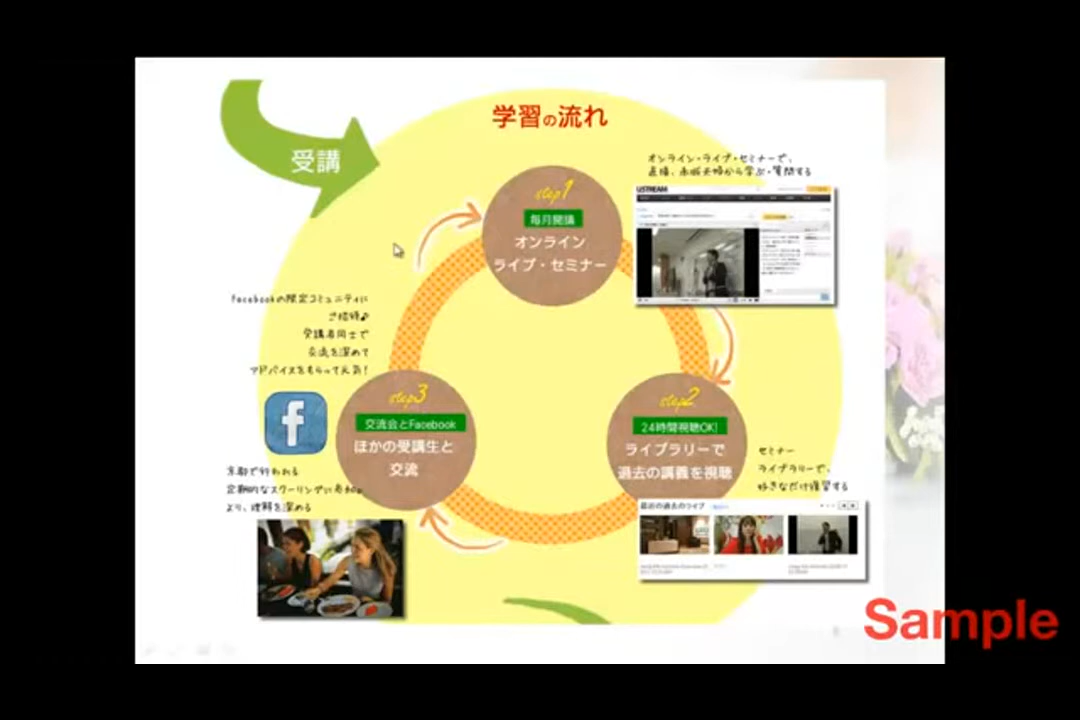 学習の流れ
受講
オンライン・ライブ・セミナーで、
直接、赤城夫婦から学ぶ・質問する
step1
毎月開講
オンライン
ライブ・セミナー
USTREAM
Facebookの限定コミュニティに
ご招待♪
受講者同士で
交流を深めて
アドバイスをもらって元気！
step3
交流会とFacebook
ほかの受講生と
交流
step2
24時間視聴OK!
ライブラリーで
過去の講義を視聴
セミナー
ライブラリーで、
好きなだけ復習する
京都で行われる
定期的なスクーリングに参加
より、理解を深める
最近の過去のライブ
Sample